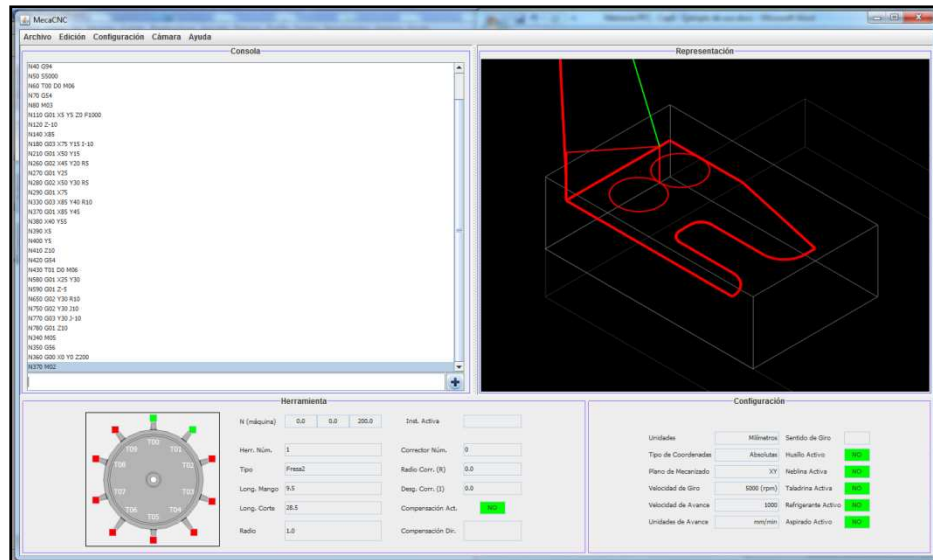 MecaCNC
Archivo Edición Configuración Cámara Ayuda
Consola
N40 G94
N50 S5000
N60 T00 D0 M06
N70 G54
N80 M03
N110 G01 X5 Y5 Z0 F1000
N120 Z-10
N140 X85
N180 G03 X75 Y15 I-10
N210 G01 X50 Y15
N260 G02 X45 Y20 R5
N270 G01 Y25
N280 G02 X50 Y30 R5
N290 G01 X75
N330 G03 X85 Y40 R10
N370 G01 X85 Y45
N380 X40 Y55
N390 X5
N400 Y5
N410 Z10
N420 G54
N430 T01 D0 M06
N580 G01 X25 Y30
N590 G01 Z-5
N650 G02 Y30 R10
N750 G02 Y30 J10
N770 G03 Y30 J-10
N780 G01 Z10
N340 M05
N350 G56
N360 G00 X0 Y0 Z200
N370 M02
Representación
Herramienta
T00
T01
T02
T03
T04
T05
T06
T07
T08
T09
N (máquina) 0.0 0.0 200.0 Inst. Activa
Herr. Núm. 1 Corrector Núm. 0
Tipo Fresa2 Radio Corr. (R) 0.0
Long. Mango 9.5 Desg. Corr. (I) 0.0
Long. Corte 28.5 Compensación Act. NO
Radio 1.0 Compensación Dir.
Configuración
Unidades Milímetros Sentido de Giro
Tipo de Coordenadas Absolutas Husillo Activo NO
Plano de Mecanizado XY Neblina Activa NO
Velocidad de Giro 5000 (rpm) Taladrina Activa NO
Velocidad de Avance 1000 Refrigerante Activo NO
Unidades de Avance mm/min Aspirado Activo NO